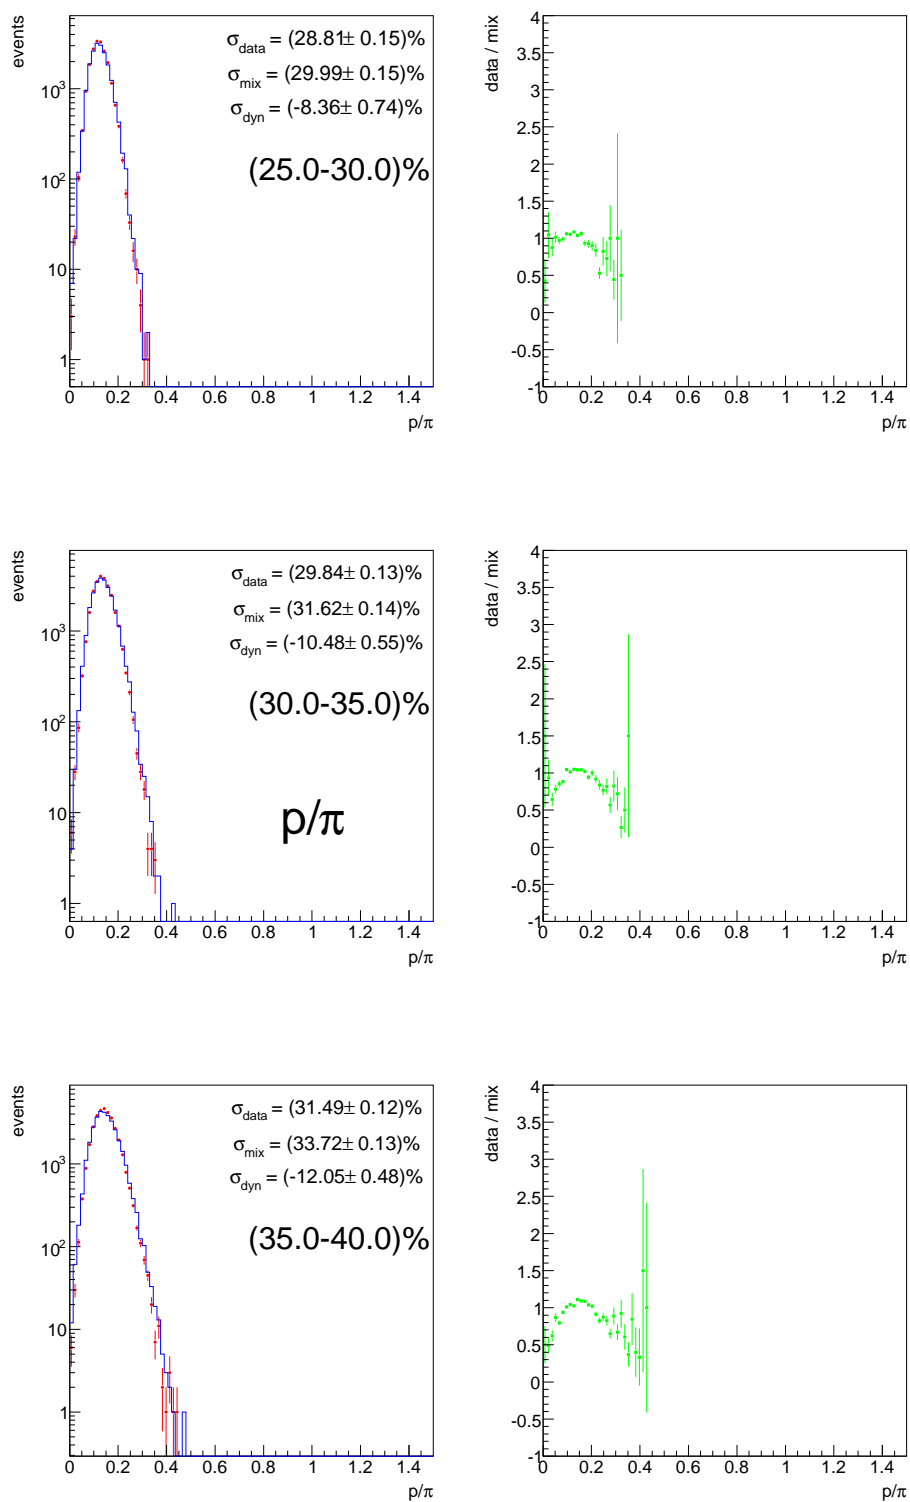 events
σdata = (28.81± 0.15)%
σmix = (29.99± 0.15)%
σdyn = (-8.36± 0.74)%
(25.0-30.0)%
10³
10²
10
1
0 0.2 0.4 0.6 0.8 1 1.2 1.4
p/π
data / mix
4
3.5
3
2.5
2
1.5
1
0.5
0
-0.5
-1
0 0.2 0.4 0.6 0.8 1 1.2 1.4
p/π
events
σdata = (29.84± 0.13)%
σmix = (31.62± 0.14)%
σdyn = (-10.48± 0.55)%
(30.0-35.0)%
p/π
10³
10²
10
1
0 0.2 0.4 0.6 0.8 1 1.2 1.4
p/π
data / mix
4
3.5
3
2.5
2
1.5
1
0.5
0
-0.5
-1
0 0.2 0.4 0.6 0.8 1 1.2 1.4
p/π
events
σdata = (31.49± 0.12)%
σmix = (33.72± 0.13)%
σdyn = (-12.05± 0.48)%
(35.0-40.0)%
10³
10²
10
1
0 0.2 0.4 0.6 0.8 1 1.2 1.4
p/π
data / mix
4
3.5
3
2.5
2
1.5
1
0.5
0
-0.5
-1
0 0.2 0.4 0.6 0.8 1 1.2 1.4
p/π